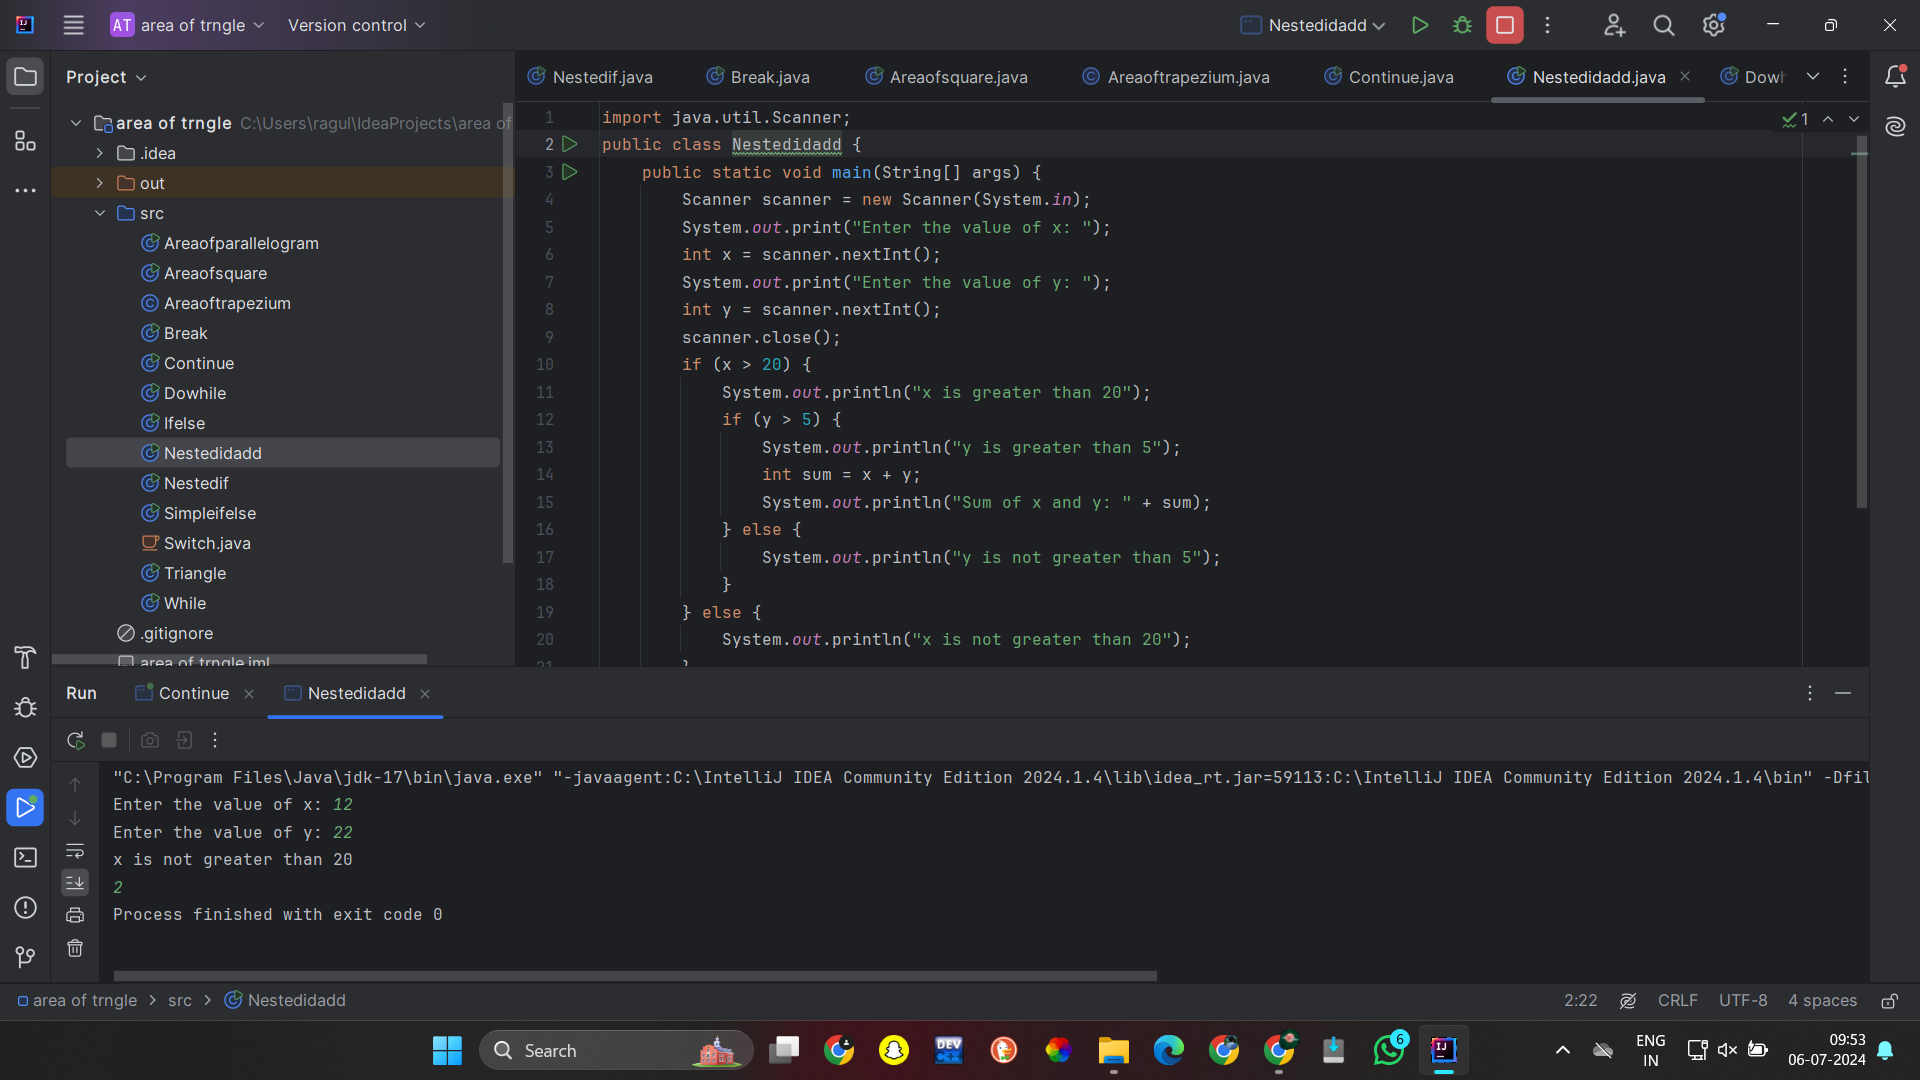 AT area of trngle Version control Nestedidadd
Project
Nestedif.java Break.java Areaofsquare.java Areaoftrapezium.java Continue.java Nestedidadd.java
area of trngle C:\Users\ragul\IdeaProjects\area of
.idea
out
src
Areaofparallelogram
Areaofsquare
Areaoftrapezium
Break
Continue
Dowhile
Ifelse
Nestedidadd
Nestedif
Simpleifelse
Switch.java
Triangle
While
.gitignore
area of trngle.iml
1
1 import java.util.Scanner;
2 public class Nestedidadd {
3 public static void main(String[] args) {
4 Scanner scanner = new Scanner(System.in);
5 System.out.print("Enter the value of x: ");
6 int x = scanner.nextInt();
7 System.out.print("Enter the value of y: ");
8 int y = scanner.nextInt();
9 scanner.close();
10 if (x > 20) {
11 System.out.println("x is greater than 20");
12 if (y > 5) {
13 System.out.println("y is greater than 5");
14 int sum = x + y;
15 System.out.println("Sum of x and y: " + sum);
16 } else {
17 System.out.println("y is not greater than 5");
18 }
19 } else {
20 System.out.println("x is not greater than 20");
21 }
Run Continue Nestedidadd
"C:\Program Files\Java\jdk-17\bin\java.exe" "-javaagent:C:\IntelliJ IDEA Community Edition 2024.1.4\lib\idea_rt.jar=59113:C:\IntelliJ IDEA Community Edition 2024.1.4\bin" -Dfil
Enter the value of x: 12
Enter the value of y: 22
x is not greater than 20
2
Process finished with exit code 0
area of trngle > src > Nestedidadd
2:22 CRLF UTF-8 4 spaces
Search
DEV
6
ENG
IN
09:53
06-07-2024